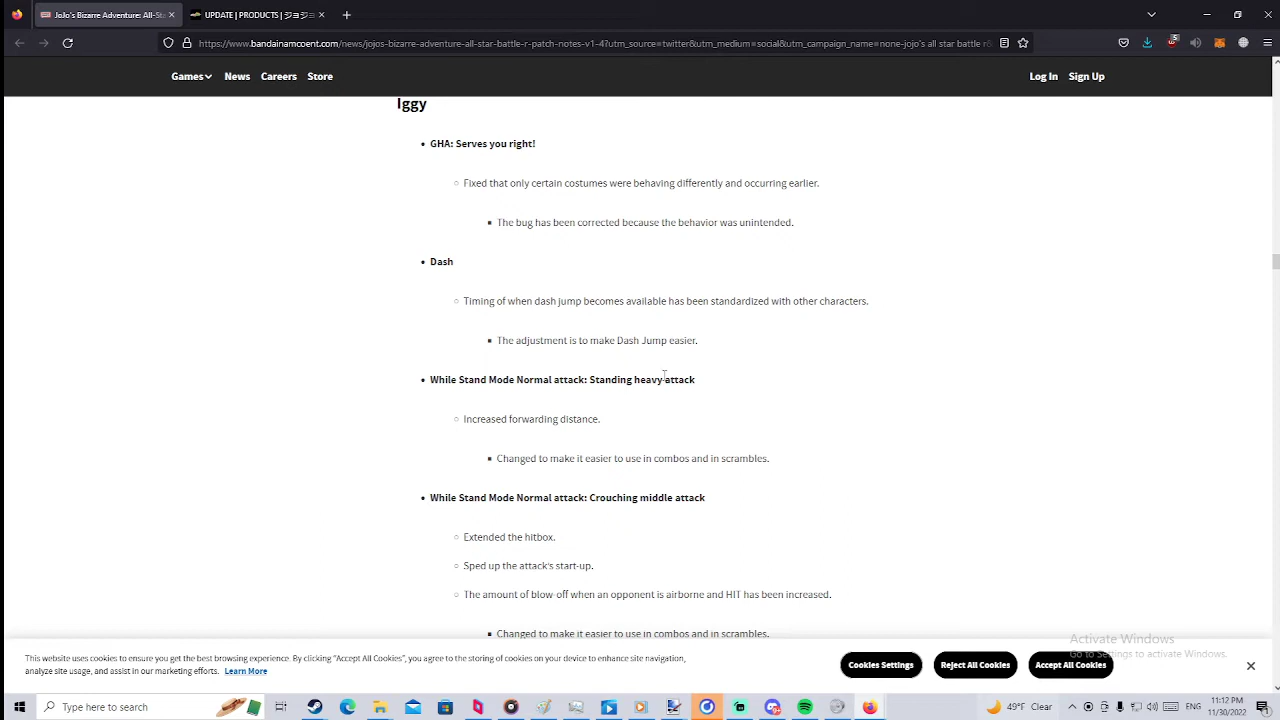 JoJo's Bizarre Adventure: All-Sta
UPDATE | PRODUCTS | ジョジ
https://www.bandainamcoent.com/news/jojos-bizarre-adventure-all-star-battle-r-patch-notes-v1-4?utm_source=twitter&utm_medium=social&utm_campaign_name=none-jojo's all star battle r
Games News Careers Store Log In Sign Up
Iggy
• GHA: Serves you right!
○ Fixed that only certain costumes were behaving differently and occurring earlier.
▪ The bug has been corrected because the behavior was unintended.
• Dash
○ Timing of when dash jump becomes available has been standardized with other characters.
▪ The adjustment is to make Dash Jump easier.
• While Stand Mode Normal attack: Standing heavy attack
○ Increased forwarding distance.
▪ Changed to make it easier to use in combos and in scrambles.
• While Stand Mode Normal attack: Crouching middle attack
○ Extended the hitbox.
○ Sped up the attack's start-up.
○ The amount of blow-off when an opponent is airborne and HIT has been increased.
▪ Changed to make it easier to use in combos and in scrambles.
Activate Windows
Go to Settings to activate Windows.
This website uses cookies to ensure you get the best browsing experience. By clicking "Accept All Cookies", you agree to the storing of cookies on your device to enhance site navigation,
analyze site usage, and assist in our marketing efforts. Learn More
Cookies Settings Reject All Cookies Accept All Cookies
Type here to search
49°F Clear
11:12 PM
11/30/2022